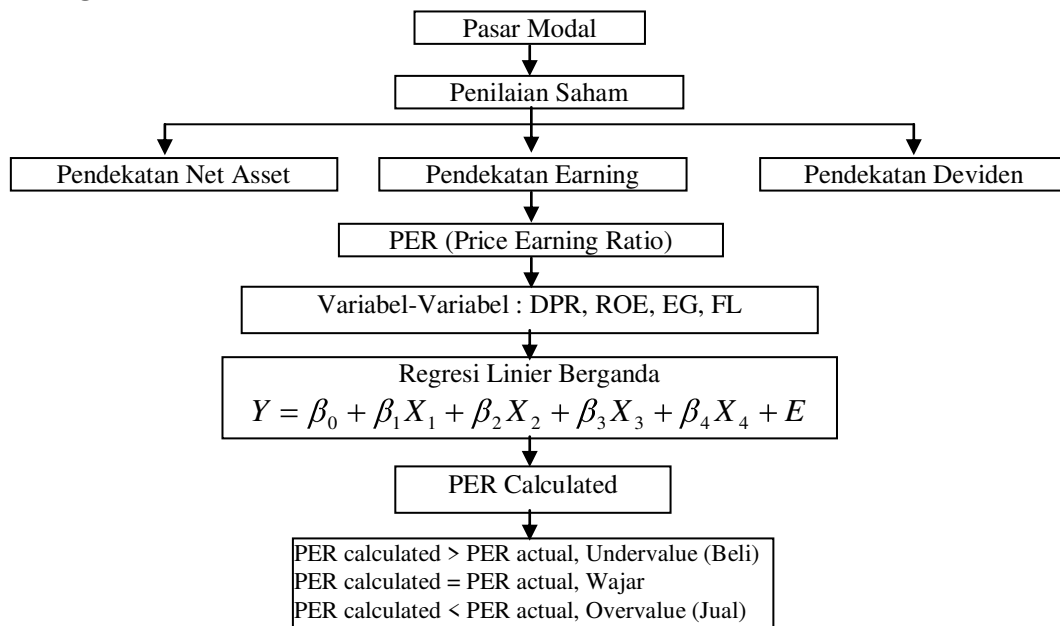 Pasar Modal
Penilaian Saham
Pendekatan Net Asset
Pendekatan Earning
Pendekatan Deviden
PER (Price Earning Ratio)
Variabel-Variabel : DPR, ROE, EG, FL
Regresi Linier Berganda
Y = β₀ + β₁X₁ + β₂X₂ + β₃X₃ + β₄X₄ + E
PER Calculated
PER calculated > PER actual, Undervalue (Beli)
PER calculated = PER actual, Wajar
PER calculated < PER actual, Overvalue (Jual)